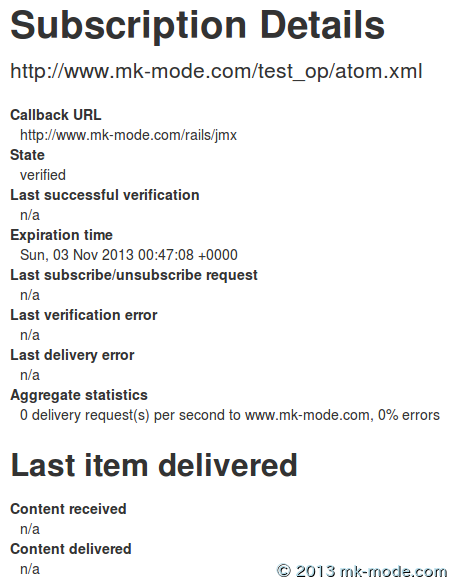 Subscription Details
http://www.mk-mode.com/test_op/atom.xml
Callback URL
http://www.mk-mode.com/rails/jmx
State
verified
Last successful verification
n/a
Expiration time
Sun, 03 Nov 2013 00:47:08 +0000
Last subscribe/unsubscribe request
n/a
Last verification error
n/a
Last delivery error
n/a
Aggregate statistics
0 delivery request(s) per second to www.mk-mode.com, 0% errors
Last item delivered
Content received
n/a
Content delivered
n/a
© 2013 mk-mode.com